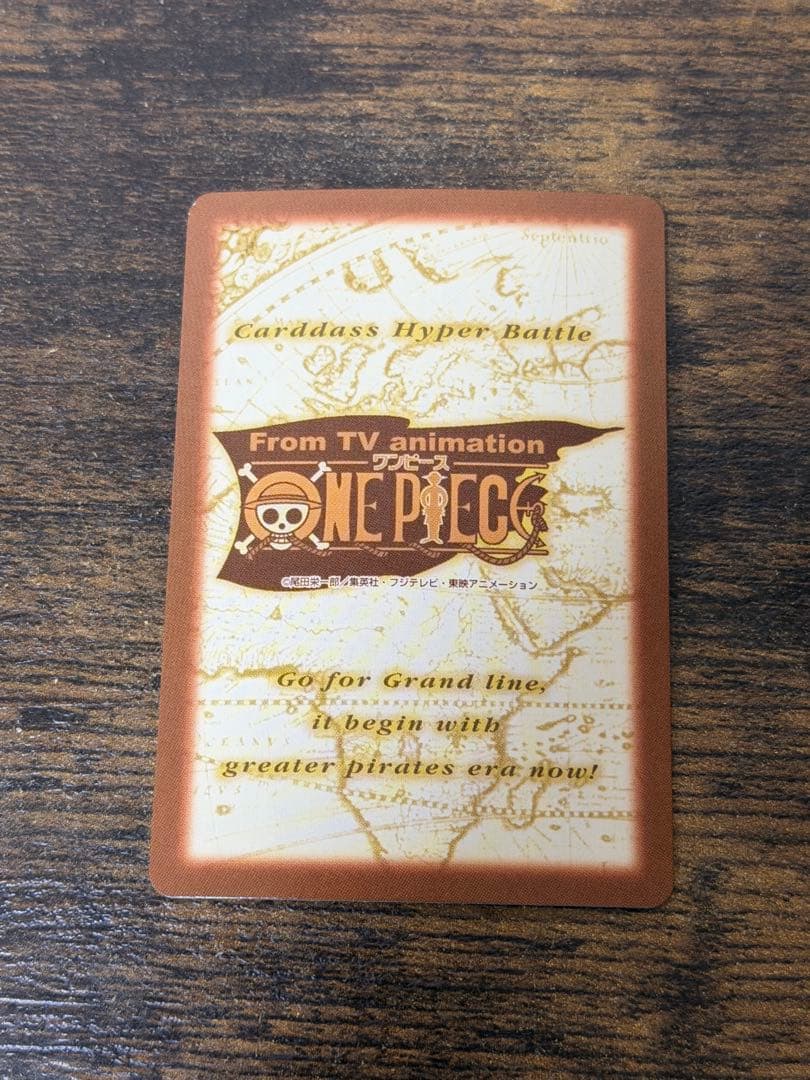 Septentrio
Carddass Hyper Battle
From TV animation
ワンピース
ONE PIECE
©尾田栄一郎/集英社・フジテレビ・東映アニメーション
Go for Grand line,
it begin with
greater pirates era now!